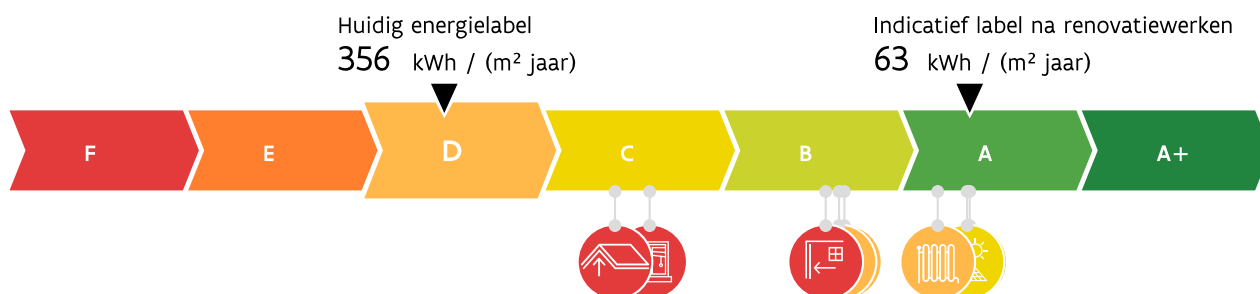 Huidig energielabel
356 kWh / (m² jaar)
Indicatief label na renovatiewerken
63 kWh / (m² jaar)
F E D C B A A+